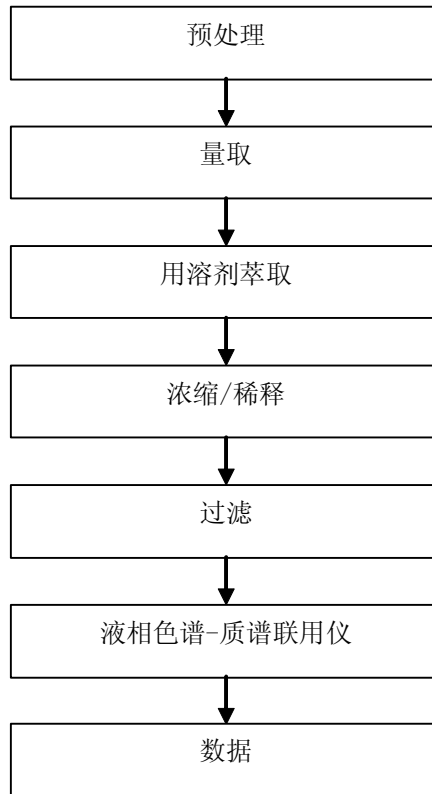 预处理
量取
用溶剂萃取
浓缩/稀释
过滤
液相色谱-质谱联用仪
数据